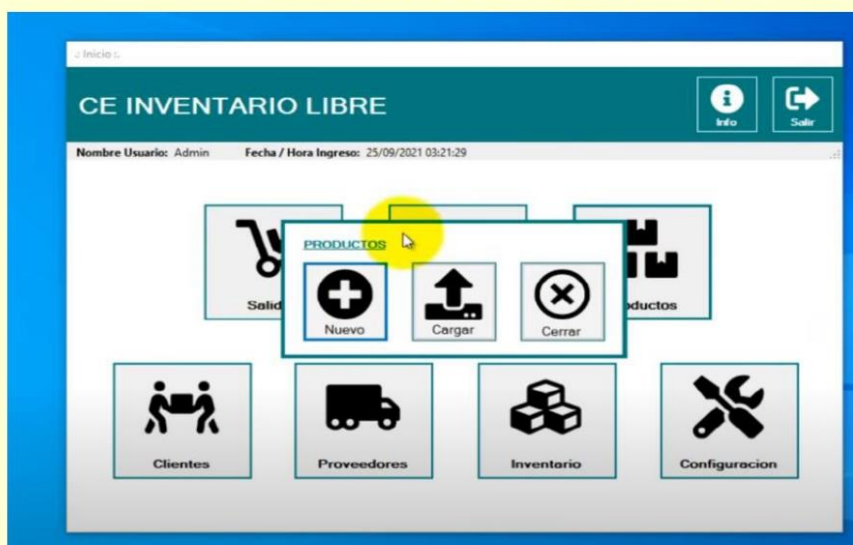 .: Inicio :.
CE INVENTARIO LIBRE
Info
Salir
Nombre Usuario: Admin Fecha / Hora Ingreso: 25/09/2021 03:21:29
PRODUCTOS
Nuevo
Cargar
Cerrar
Clientes
Proveedores
Inventario
Configuracion